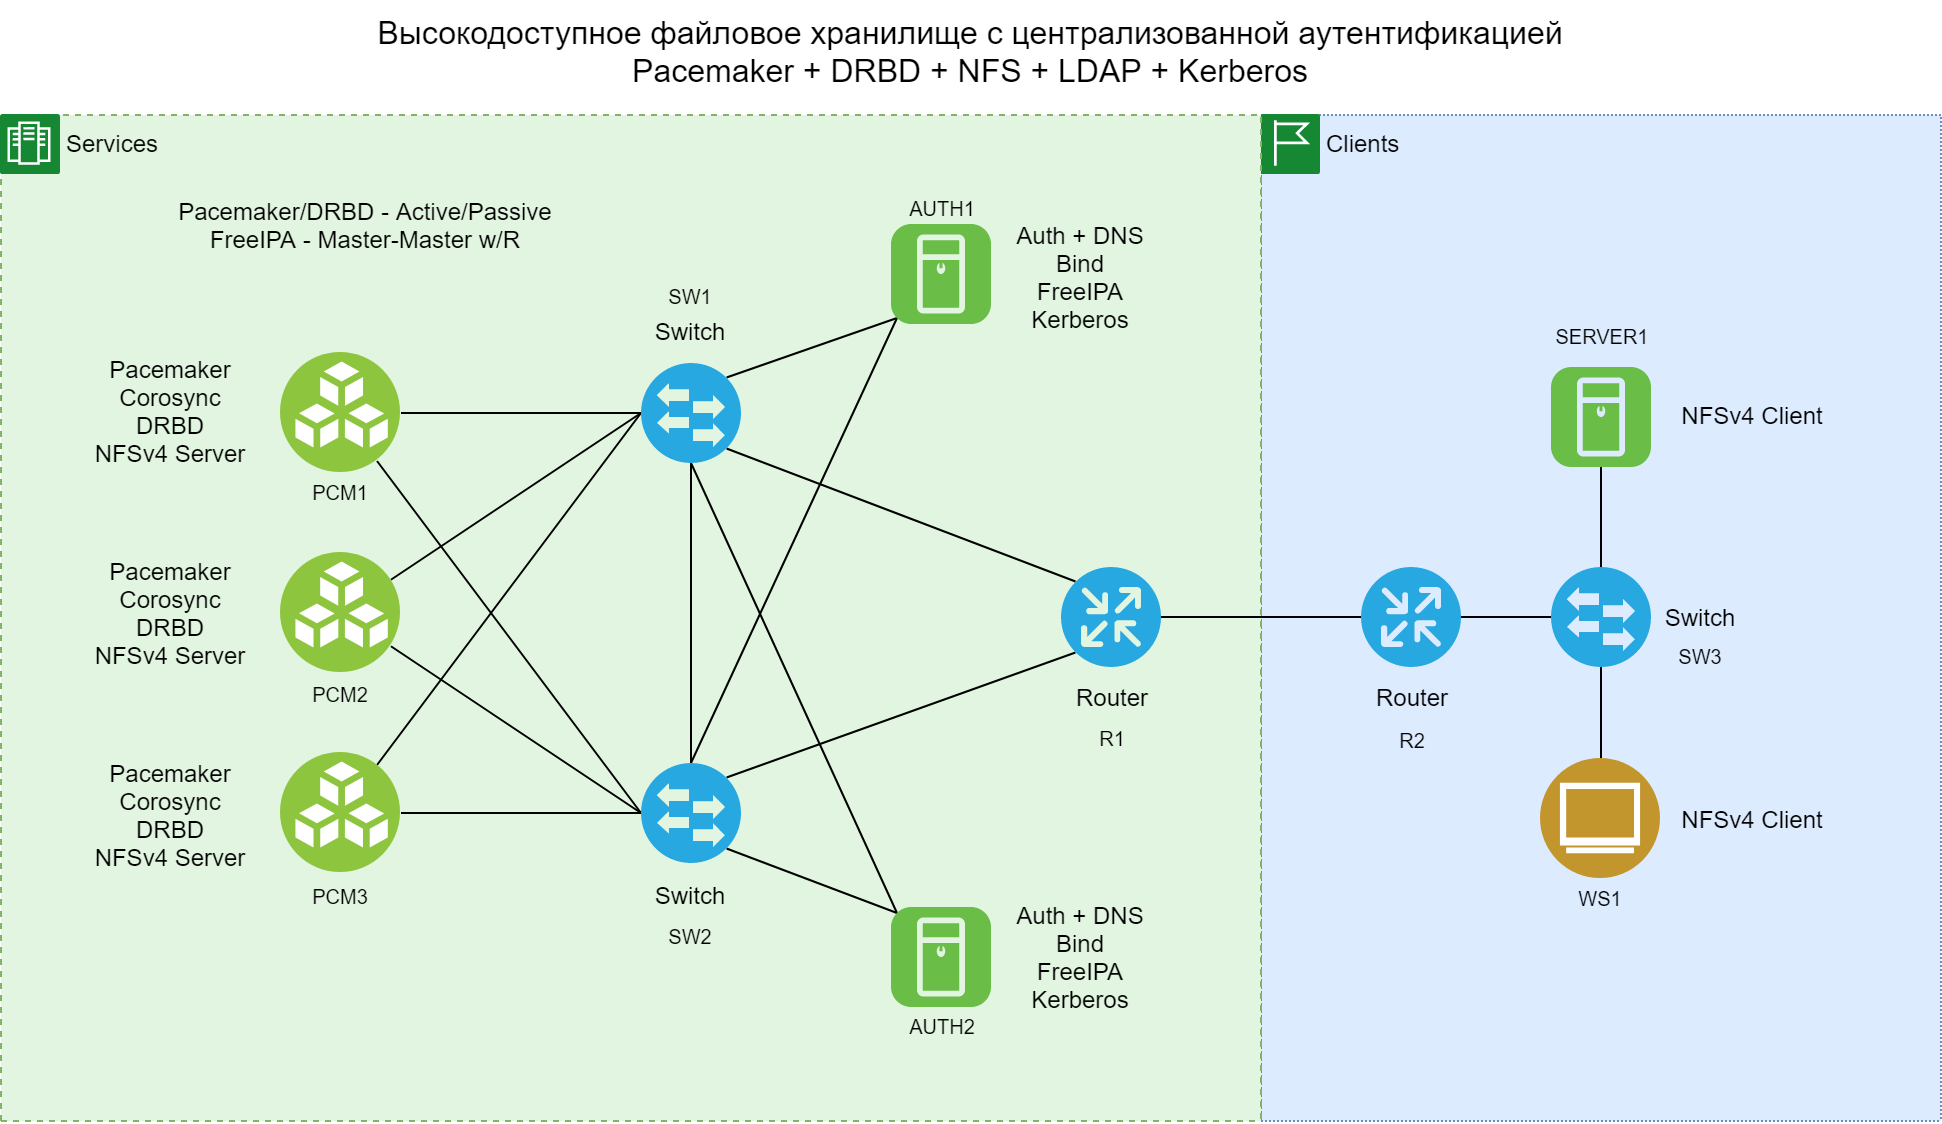 Высокодоступное файловое хранилище с централизованной аутентификацией
Pacemaker + DRBD + NFS + LDAP + Kerberos
Services
Clients
Pacemaker/DRBD - Active/Passive
FreeIPA - Master-Master w/R
AUTH1
Auth + DNS
Bind
FreeIPA
Kerberos
SW1
Switch
Pacemaker
Corosync
DRBD
NFSv4 Server
PCM1
Pacemaker
Corosync
DRBD
NFSv4 Server
PCM2
Pacemaker
Corosync
DRBD
NFSv4 Server
PCM3
Switch
SW2
Auth + DNS
Bind
FreeIPA
Kerberos
AUTH2
Router
R1
Router
R2
SERVER1
NFSv4 Client
Switch
SW3
NFSv4 Client
WS1